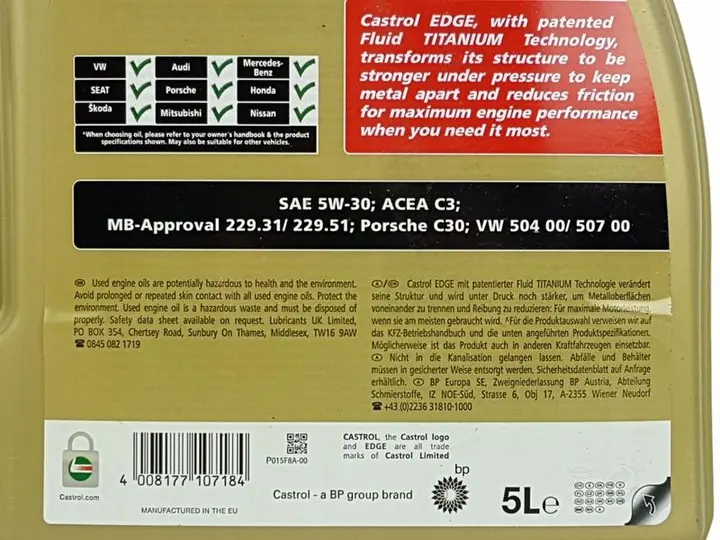 VW Audi Mercedes-Benz
SEAT Porsche Honda
Škoda Mitsubishi Nissan
*When choosing oil, please refer to your owner's handbook & the product
specifications shown. May also be suitable for other vehicles.
Castrol EDGE, with patented
Fluid TITANIUM Technology,
transforms its structure to be
stronger under pressure to keep
metal apart and reduces friction
for maximum engine performance
when you need it most.
SAE 5W-30; ACEA C3;
MB-Approval 229.31/ 229.51; Porsche C30; VW 504 00/ 507 00
Used engine oils are potentially hazardous to health and the environment.
Avoid prolonged or repeated skin contact with all used engine oils. Protect the
environment. Used engine oil is a hazardous waste and must be disposed of
properly. Safety data sheet available on request. Lubricants UK Limited,
PO BOX 354, Chertsey Road, Sunbury On Thames, Middlesex, TW16 9AW
☎ 0845 082 1719
Castrol EDGE mit patentierter Fluid TITANIUM Technologie verändert
seine Struktur und wird unter Druck noch stärker, um Metalloberflächen
voneinander zu trennen und Reibung zu reduzieren: Für maximale Motorleistung
wenn sie am meisten gebraucht wird. *Für die Produktauswahl verweisen wir auf
das KFZ-Betriebshandbuch und die unten angeführten Produktspezifikationen.
Möglicherweise ist das Produkt auch in anderen Kraftfahrzeugen einsetzbar.
Nicht in die Kanalisation gelangen lassen. Abfälle und Behälter
müssen in gesicherter Weise entsorgt werden. Sicherheitsdatenblatt auf Anfrage
erhältlich. BP Europa SE, Zweigniederlassung BP Austria, Abteilung
Schmierstoffe, IZ NOE-Süd, Strasse 6, Obj 17, A-2355 Wiener Neudorf
☎ +43.(0)2236 31810-1000
Castrol.com
4 008177 107184
MANUFACTURED IN THE EU
P015F8A-00
CASTROL, the Castrol logo
and EDGE are all trade
marks of Castrol Limited
Castrol - a BP group brand
bp
5L e